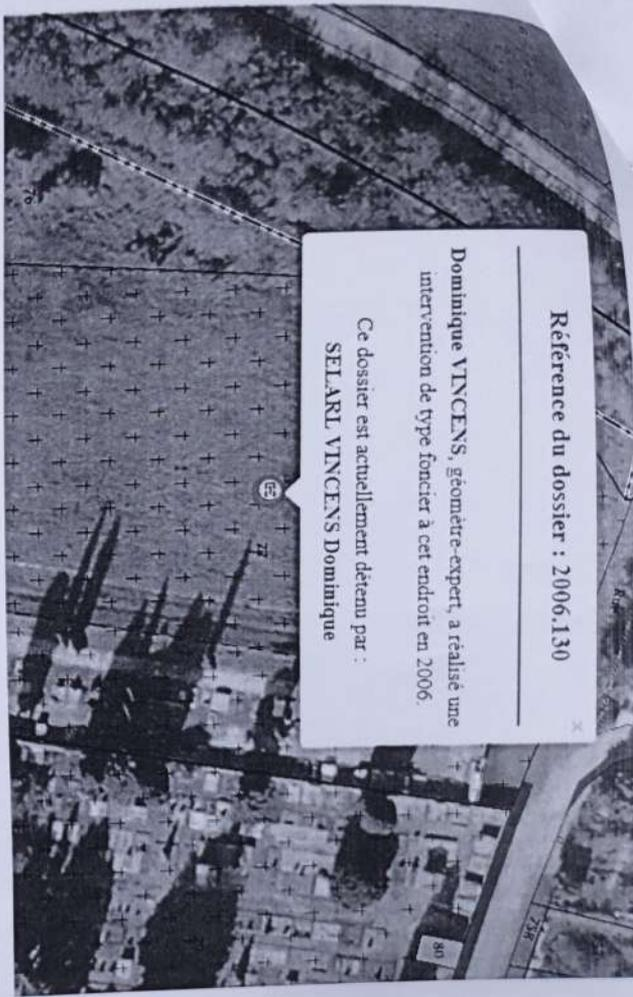 Référence du dossier : 2006.130
×
Dominique VINCENS, géomètre-expert, a réalisé une
intervention de type foncier à cet endroit en 2006.
Ce dossier est actuellement détenu par :
SELARL VINCENS Dominique
80